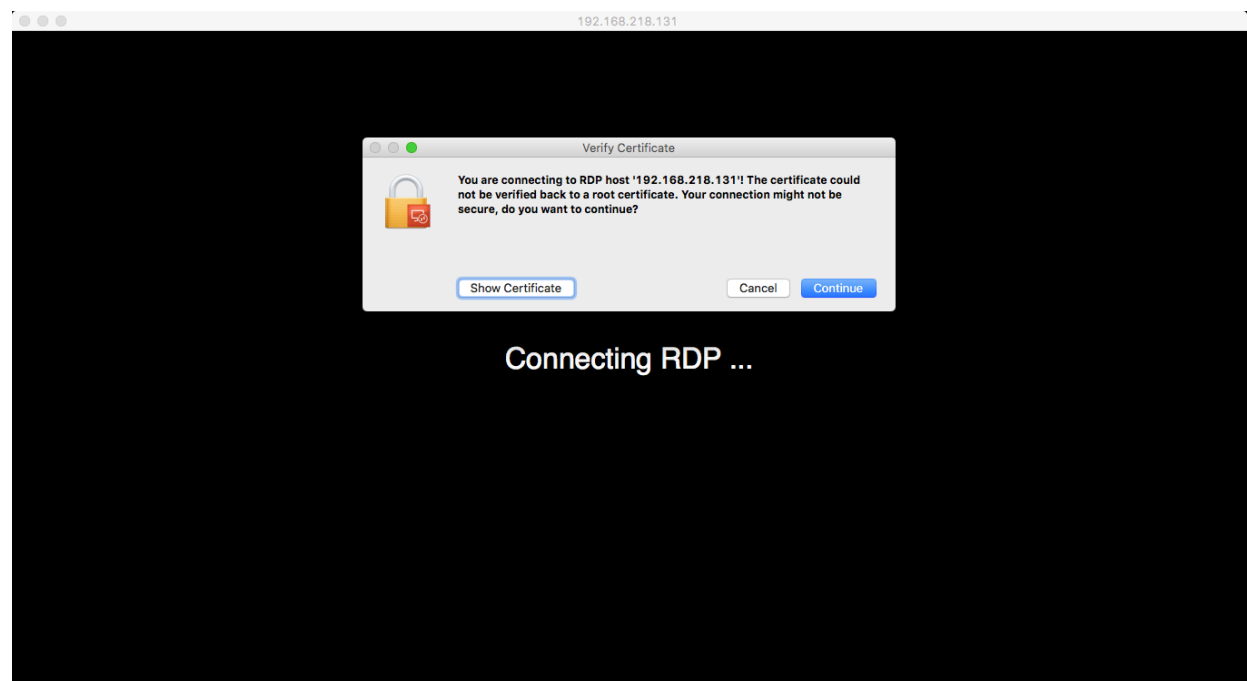 192.168.218.131
Verify Certificate
You are connecting to RDP host '192.168.218.131'! The certificate could
not be verified back to a root certificate. Your connection might not be
secure, do you want to continue?
Show Certificate
Cancel
Continue
Connecting RDP ...